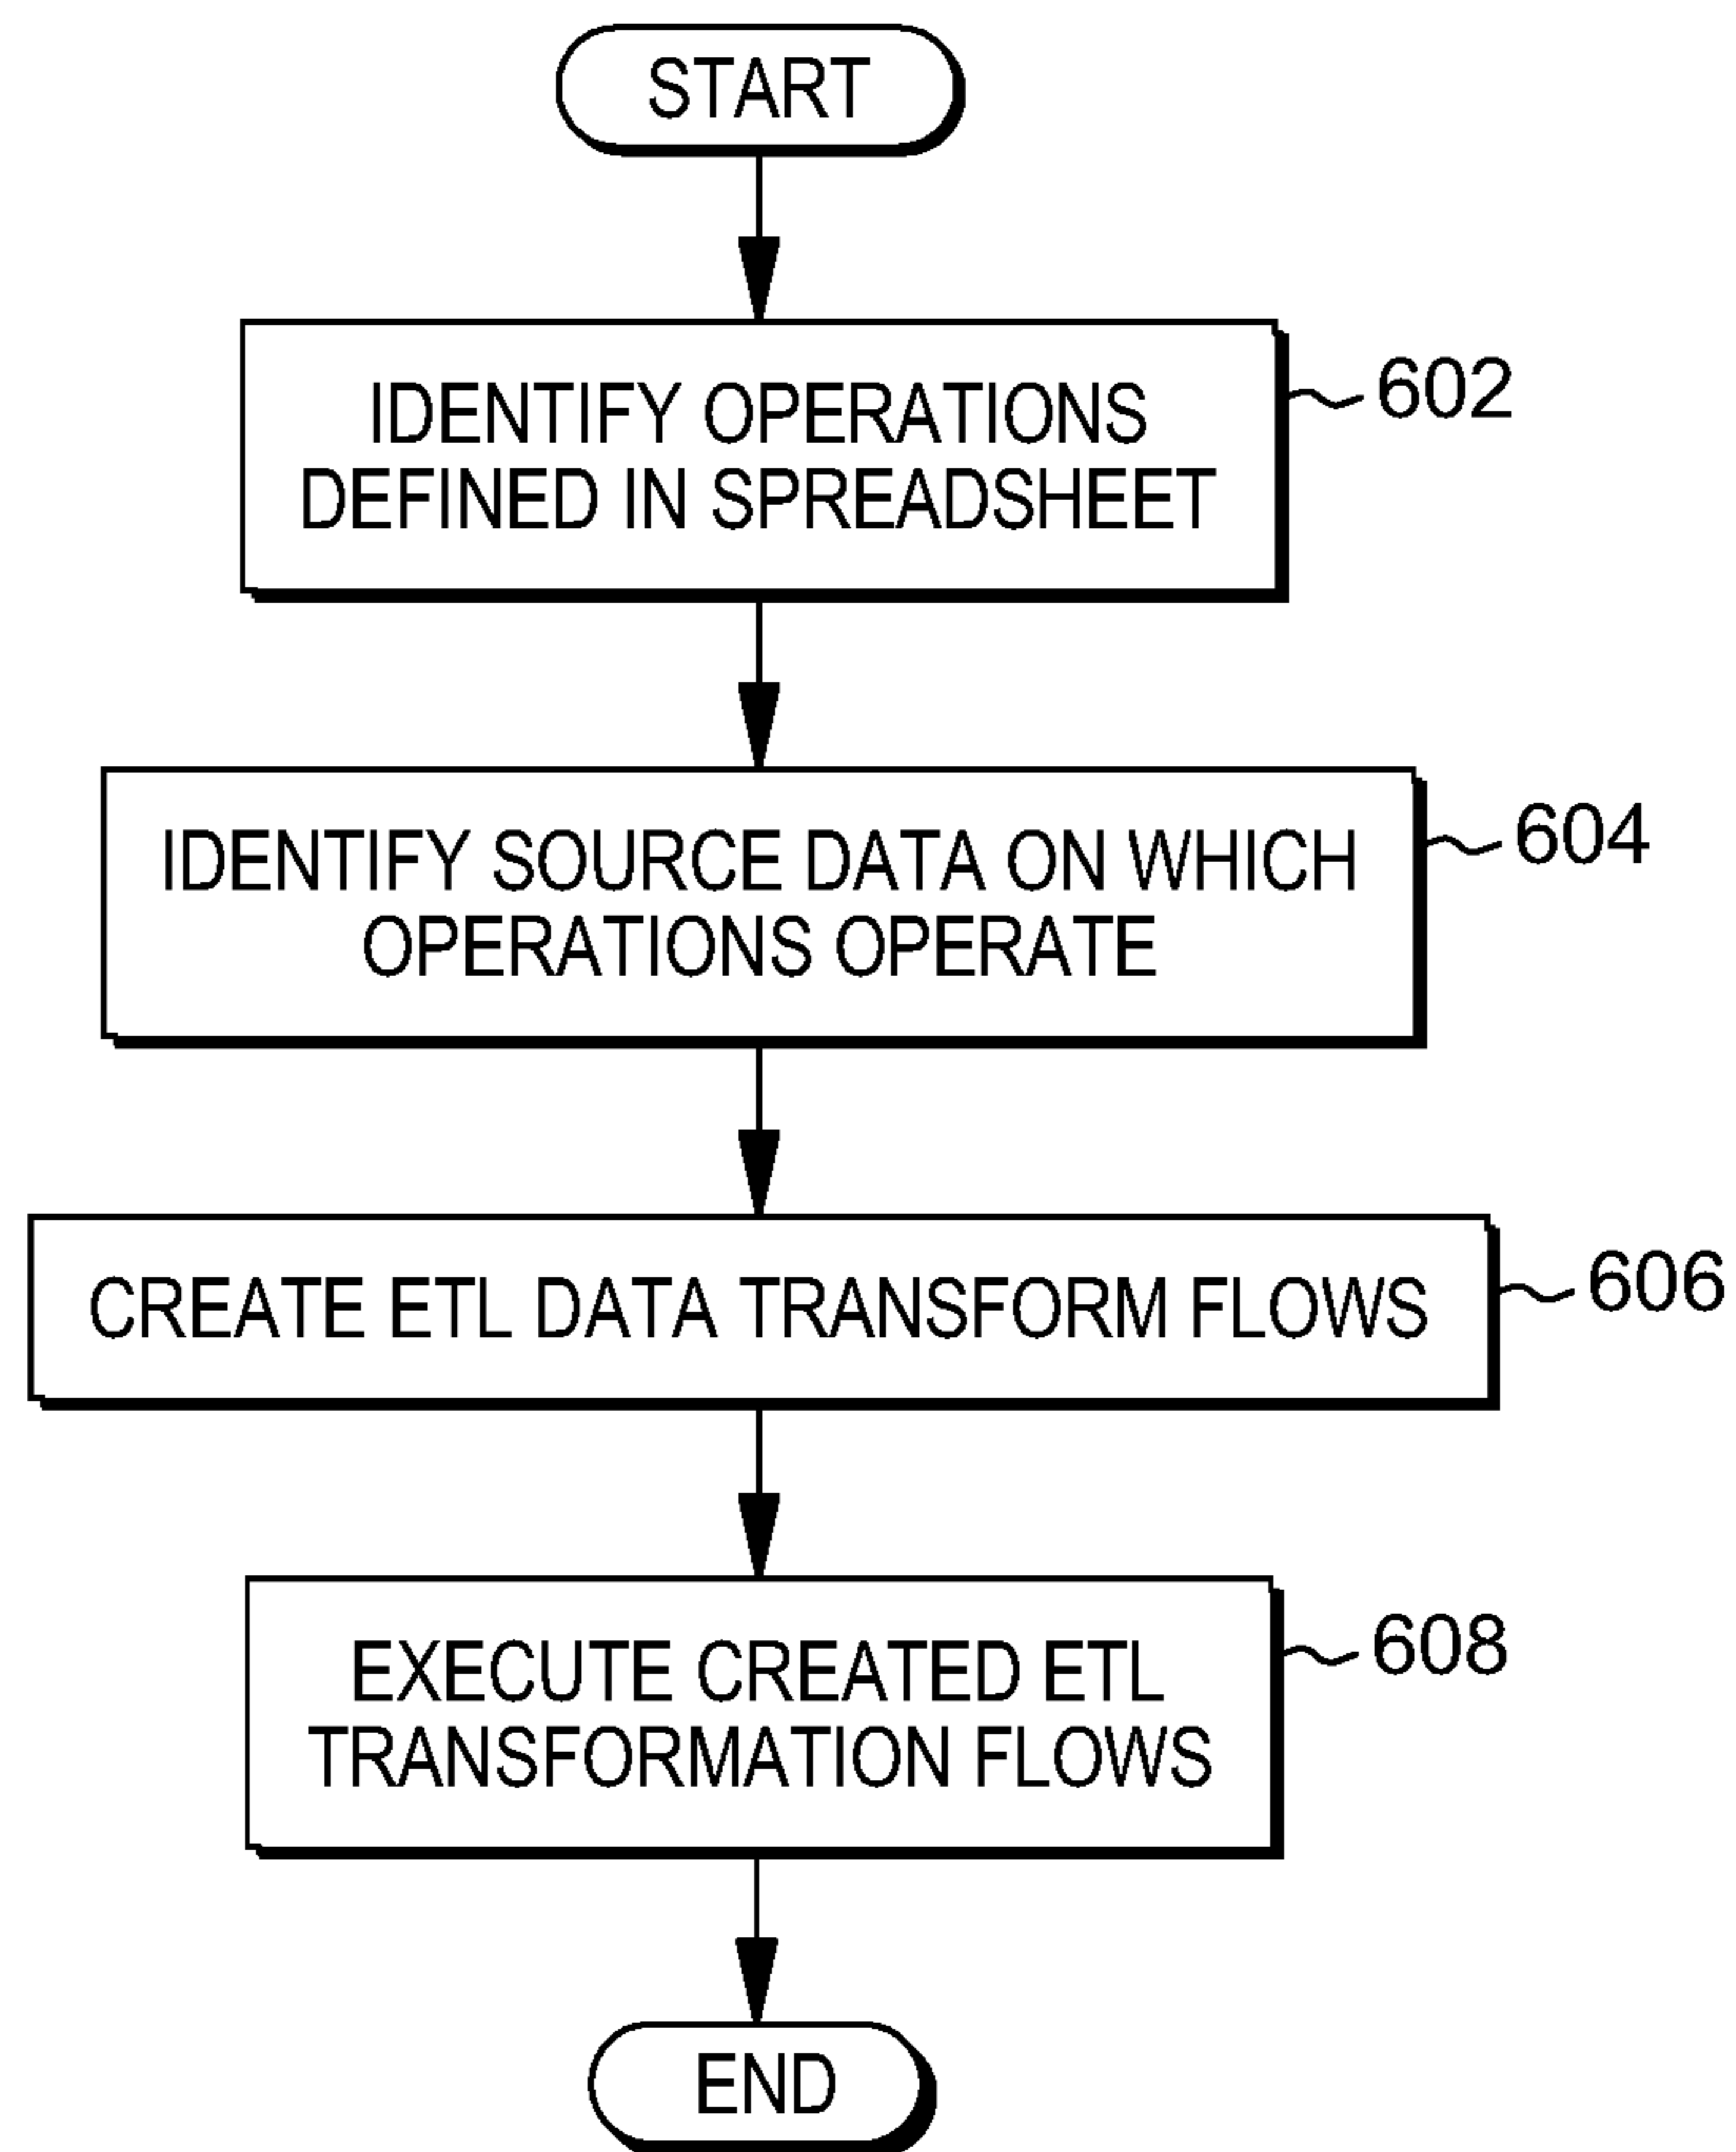 START
IDENTIFY OPERATIONS
DEFINED IN SPREADSHEET
602
IDENTIFY SOURCE DATA ON WHICH
OPERATIONS OPERATE
604
CREATE ETL DATA TRANSFORM FLOWS
606
EXECUTE CREATED ETL
TRANSFORMATION FLOWS
608
END